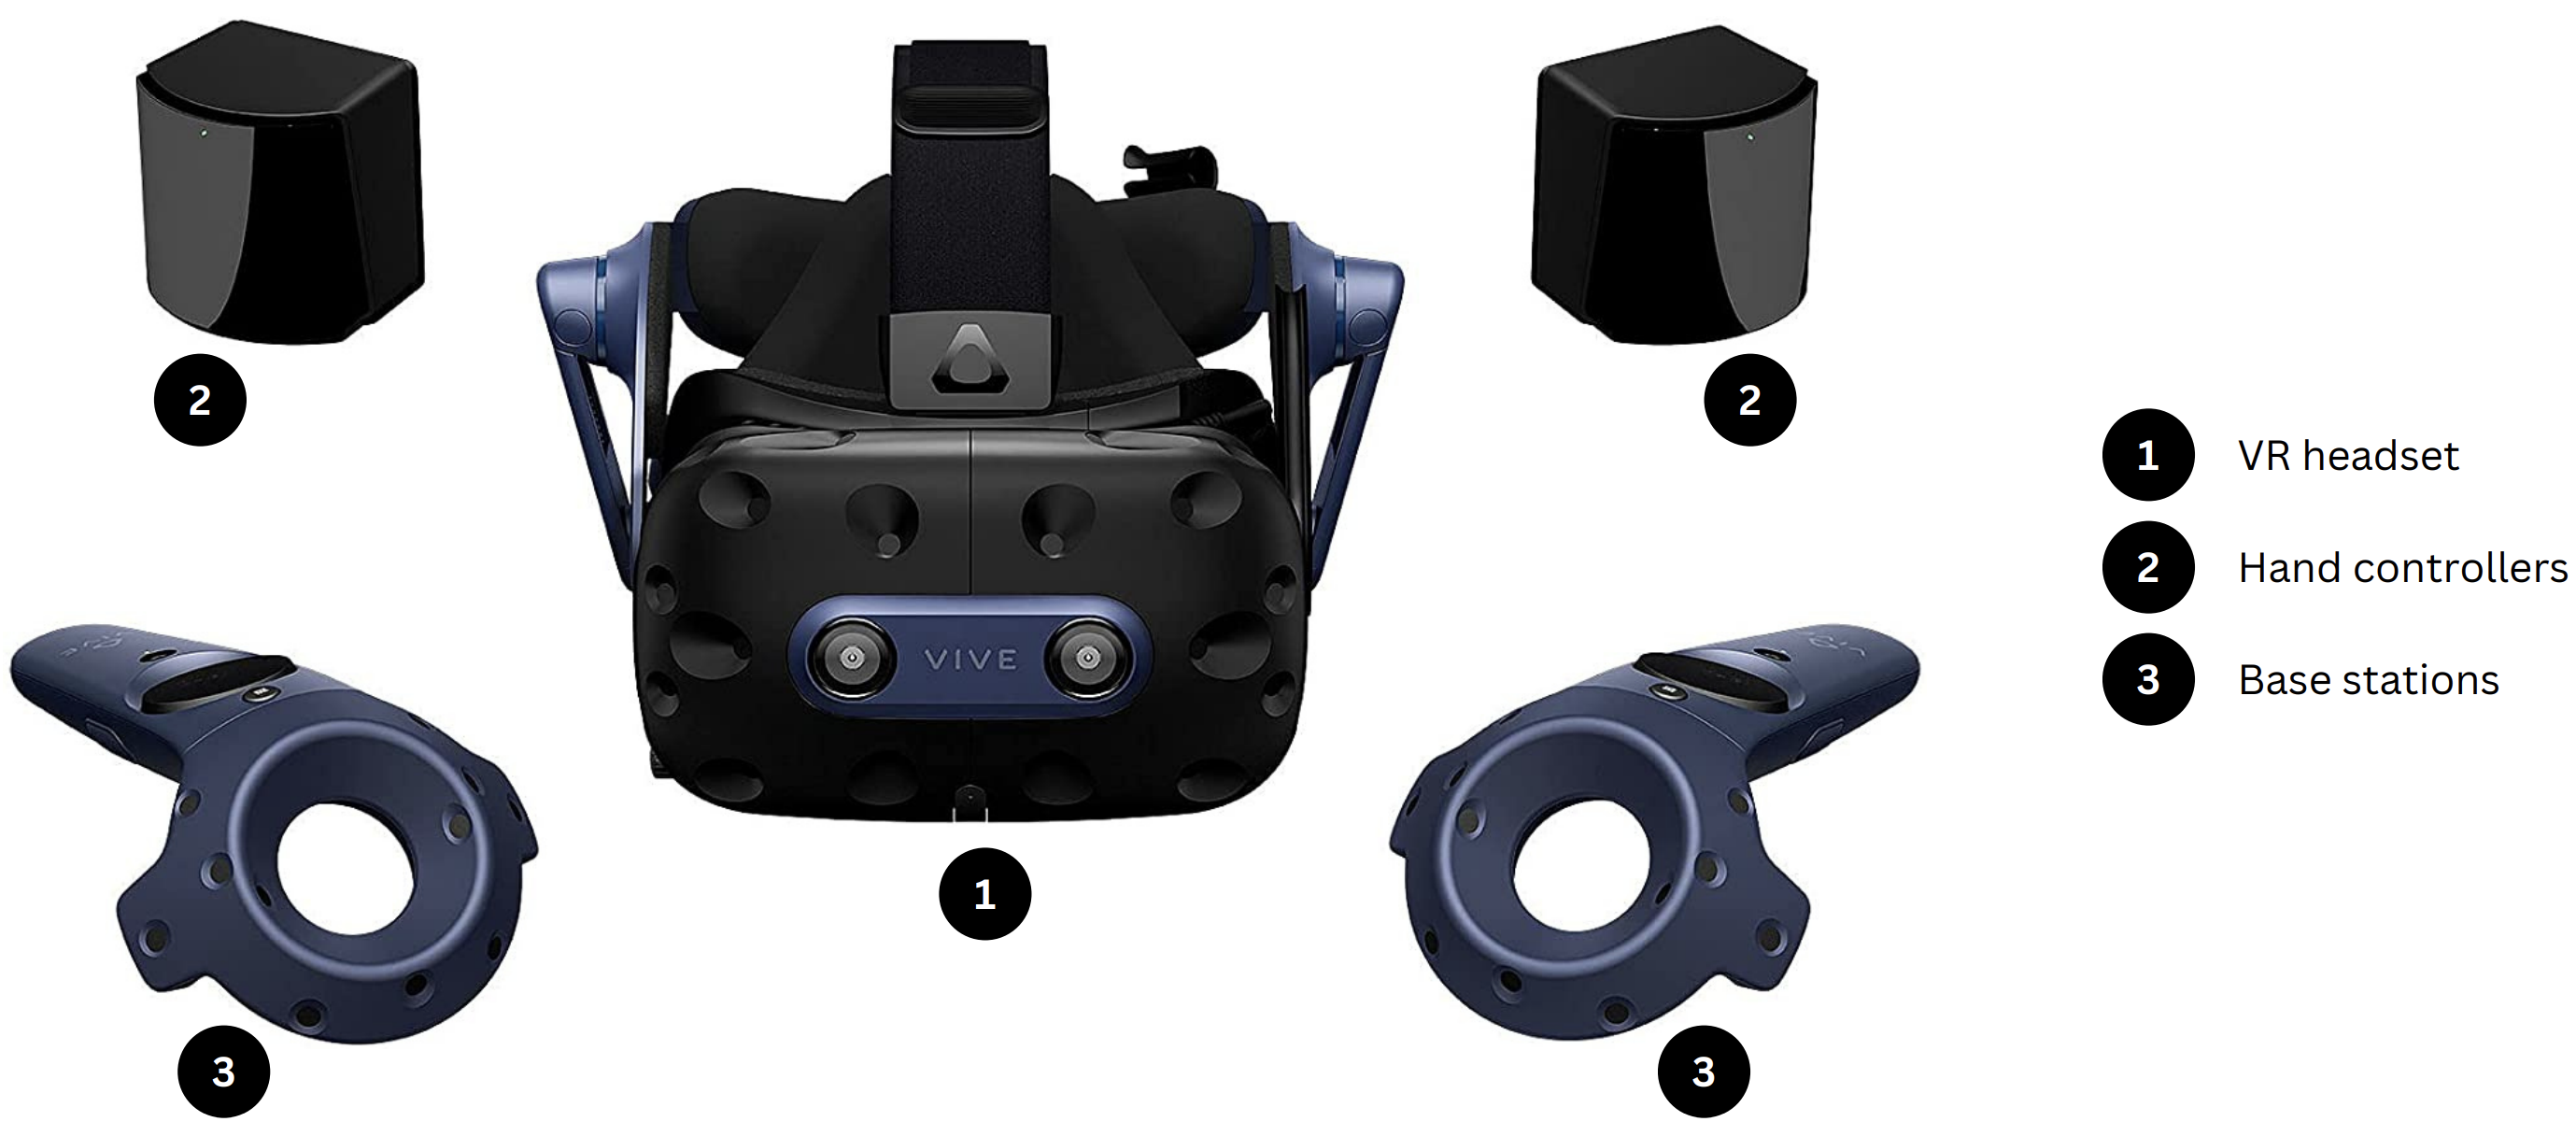 2
2
VIVE
1
3
3
1 VR headset
2 Hand controllers
3 Base stations